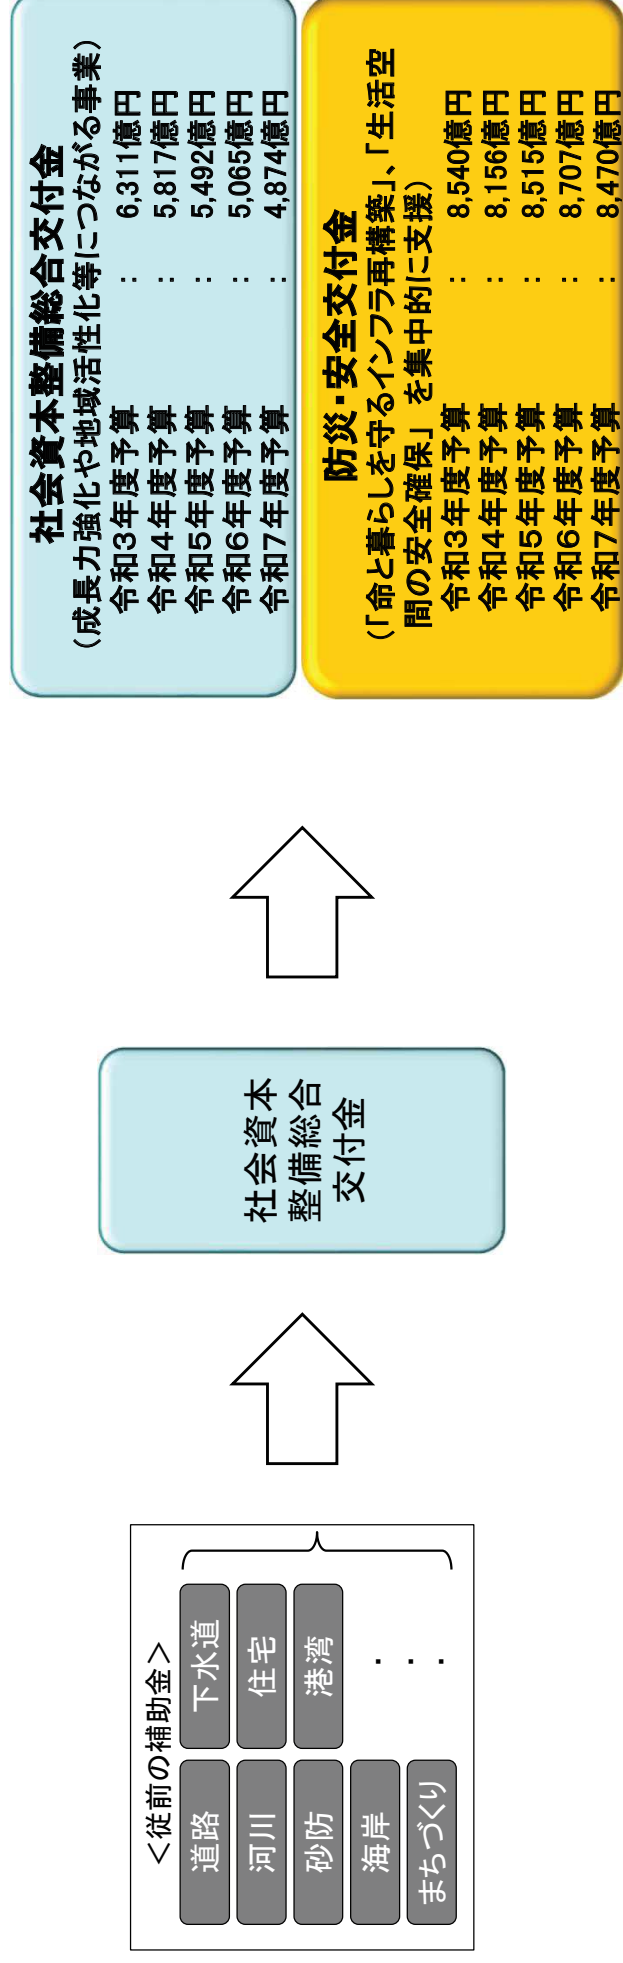 ＜従前の補助金＞
道路
下水道
河川
住宅
砂防
港湾
海岸
まちづくり
・・・
社会資本
整備総合
交付金
社会資本整備総合交付金
（成長力強化や地域活性化等につながる事業）
令和３年度予算　：　6,311億円
令和４年度予算　：　5,817億円
令和５年度予算　：　5,492億円
令和６年度予算　：　5,065億円
令和７年度予算　：　4,874億円
防災・安全交付金
（「命と暮らしを守るインフラ再構築」、「生活空
間の安全確保」を集中的に支援）
令和３年度予算　：　8,540億円
令和４年度予算　：　8,156億円
令和５年度予算　：　8,515億円
令和６年度予算　：　8,707億円
令和７年度予算　：　8,470億円